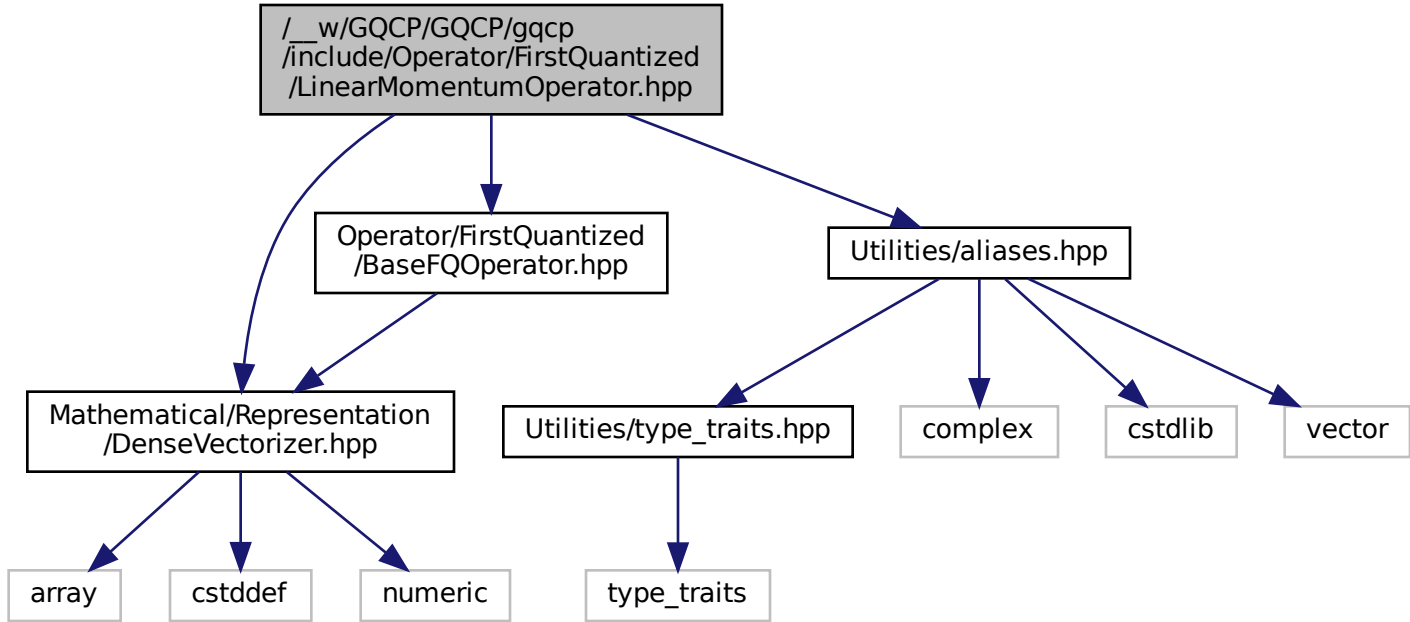 /__w/GQCP/GQCP/gqcp
/include/Operator/FirstQuantized
/LinearMomentumOperator.hpp
Operator/FirstQuantized
/BaseFQOperator.hpp
Utilities/aliases.hpp
Mathematical/Representation
/DenseVectorizer.hpp
Utilities/type_traits.hpp
complex
cstdlib
vector
array
cstddef
numeric
type_traits